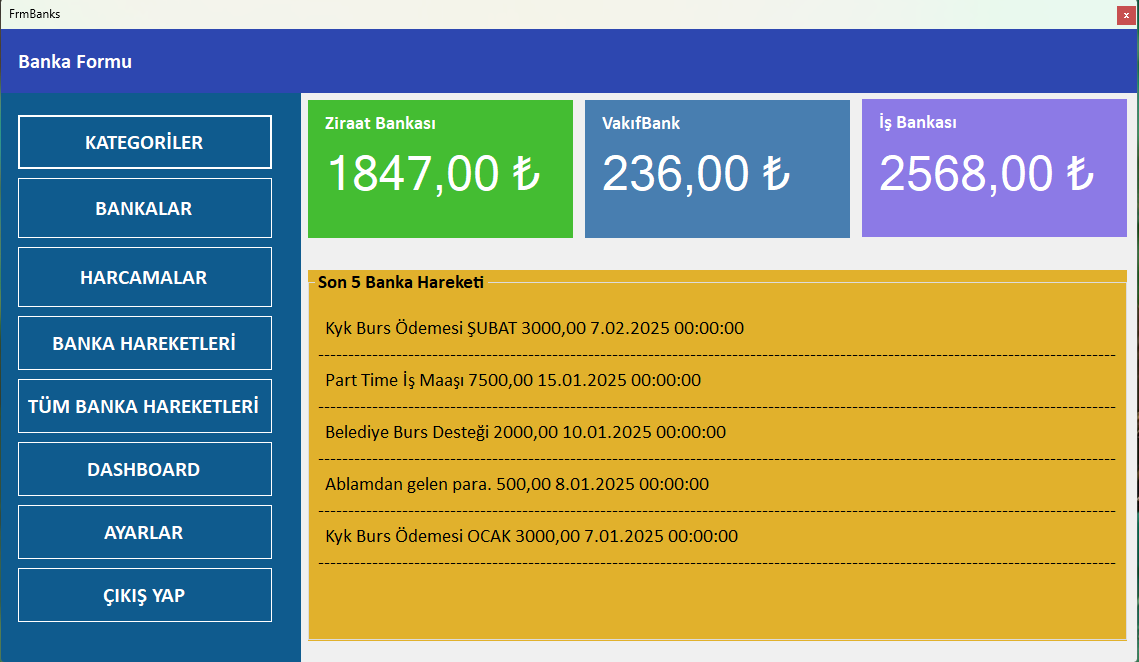 FrmBanks
x
Banka Formu
KATEGORİLER
BANKALAR
HARCAMALAR
BANKA HAREKETLERİ
TÜM BANKA HAREKETLERİ
DASHBOARD
AYARLAR
ÇIKIŞ YAP
Ziraat Bankası
1847,00 ₺
VakıfBank
236,00 ₺
İş Bankası
2568,00 ₺
Son 5 Banka Hareketi
Kyk Burs Ödemesi ŞUBAT 3000,00 7.02.2025 00:00:00
Part Time İş Maaşı 7500,00 15.01.2025 00:00:00
Belediye Burs Desteği 2000,00 10.01.2025 00:00:00
Ablamdan gelen para. 500,00 8.01.2025 00:00:00
Kyk Burs Ödemesi OCAK 3000,00 7.01.2025 00:00:00